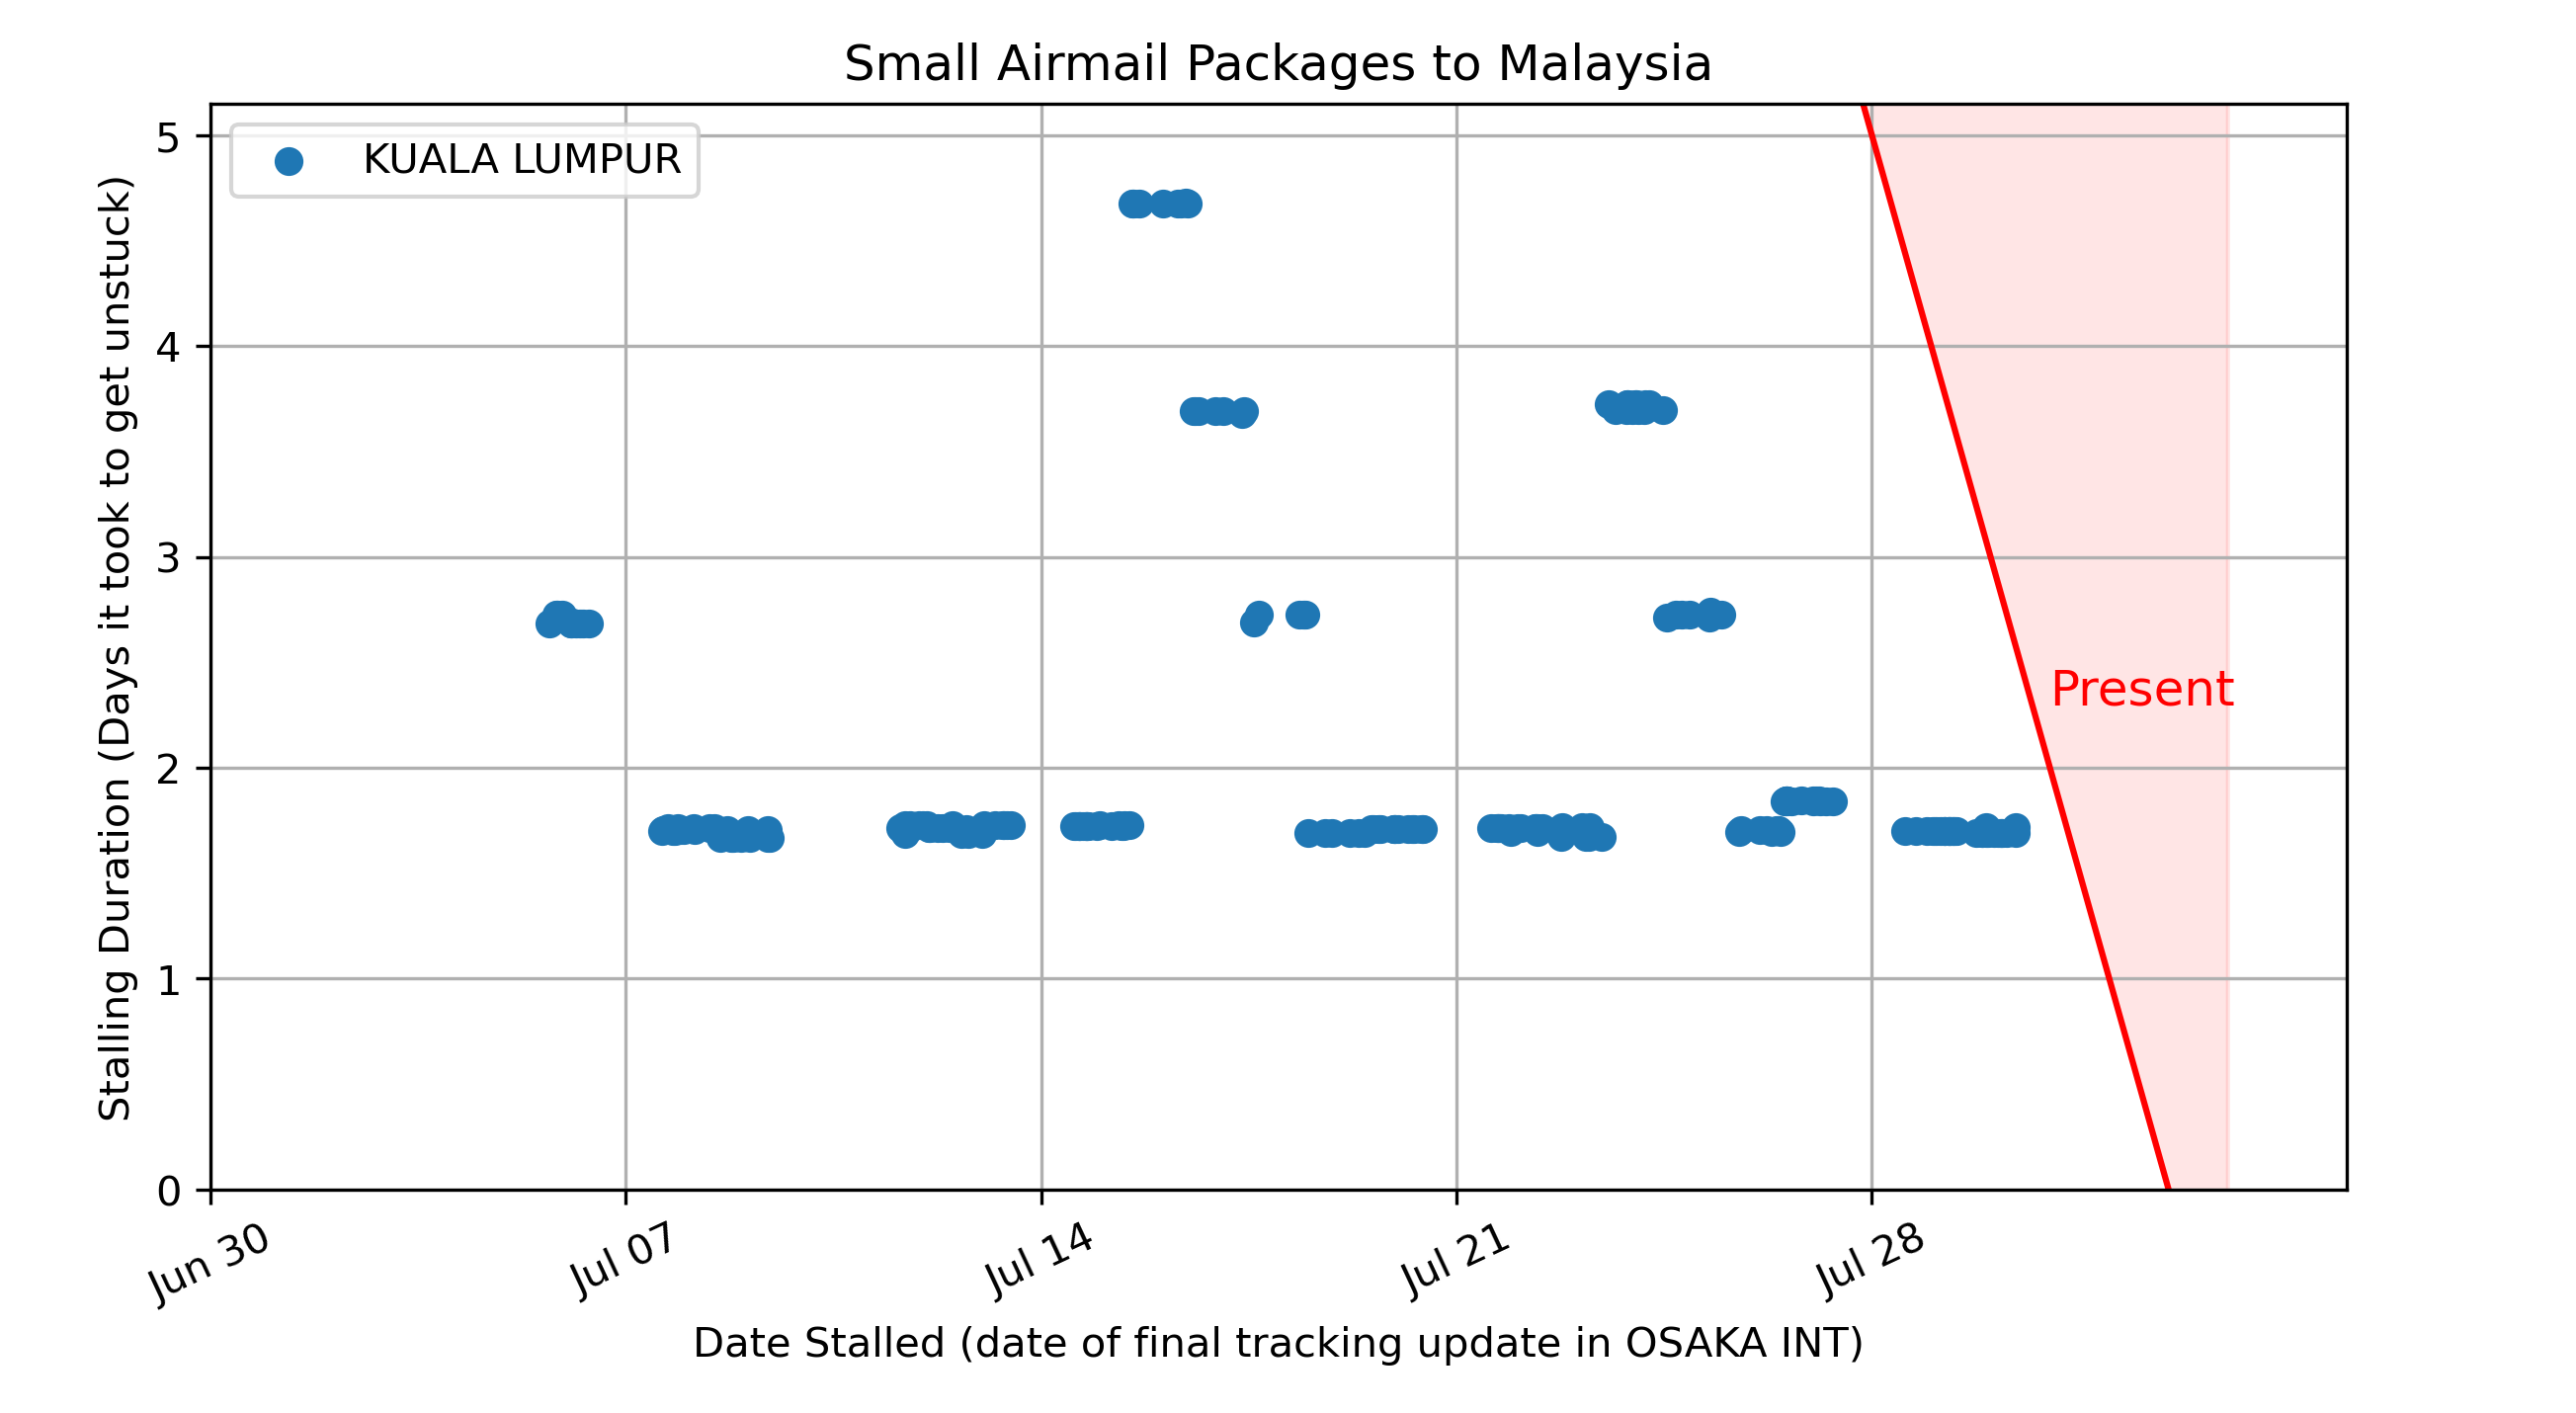 Small Airmail Packages to Malaysia
KUALA LUMPUR
Stalling Duration (Days it took to get unstuck)
5
4
3
2
1
0
Present
Jun 30
Jul 07
Jul 14
Jul 21
Jul 28
Date Stalled (date of final tracking update in OSAKA INT)